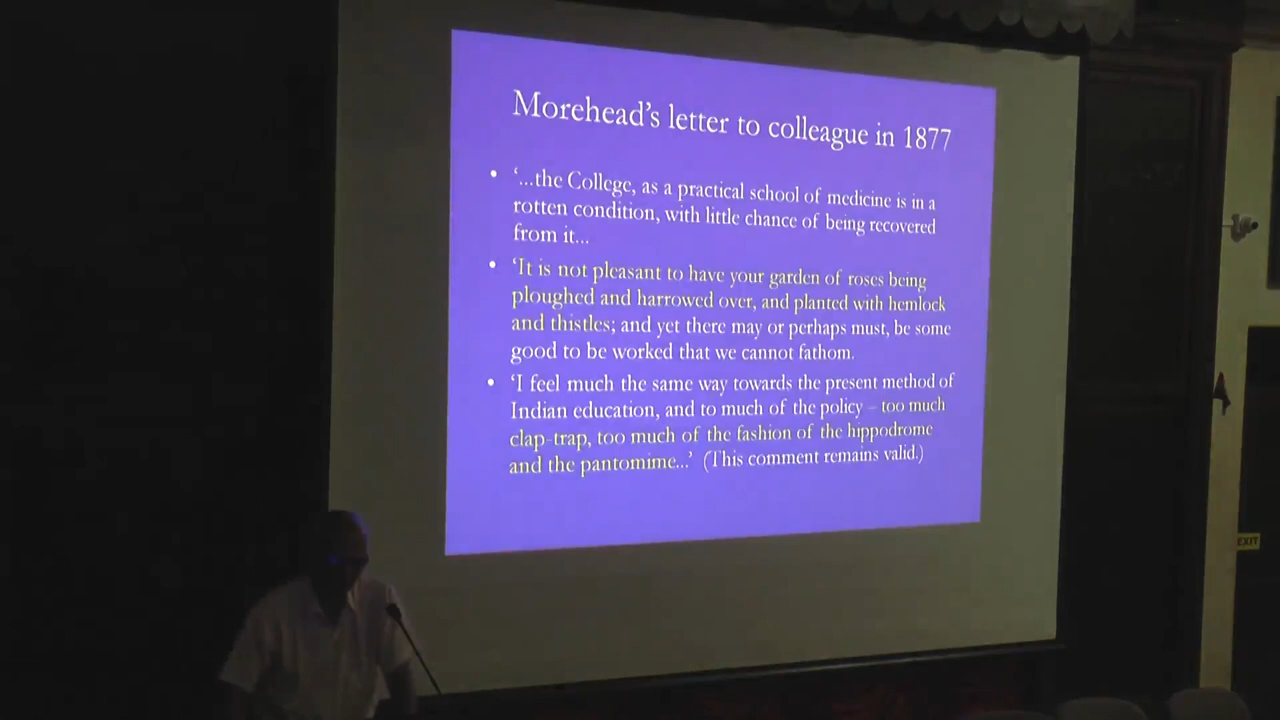 Morehead's letter to colleague in 1877
• '...the College, as a practical school of medicine is in a
rotten condition, with little chance of being recovered
from it...
• 'It is not pleasant to have your garden of roses being
ploughed and harrowed over, and planted with hemlock
and thistles; and yet there may or perhaps must, be some
good to be worked that we cannot fathom.
• 'I feel much the same way towards the present method of
Indian education, and to much of the policy – too much
clap-trap, too much of the fashion of the hippodrome
and the pantomime...' (This comment remains valid.)
EXIT